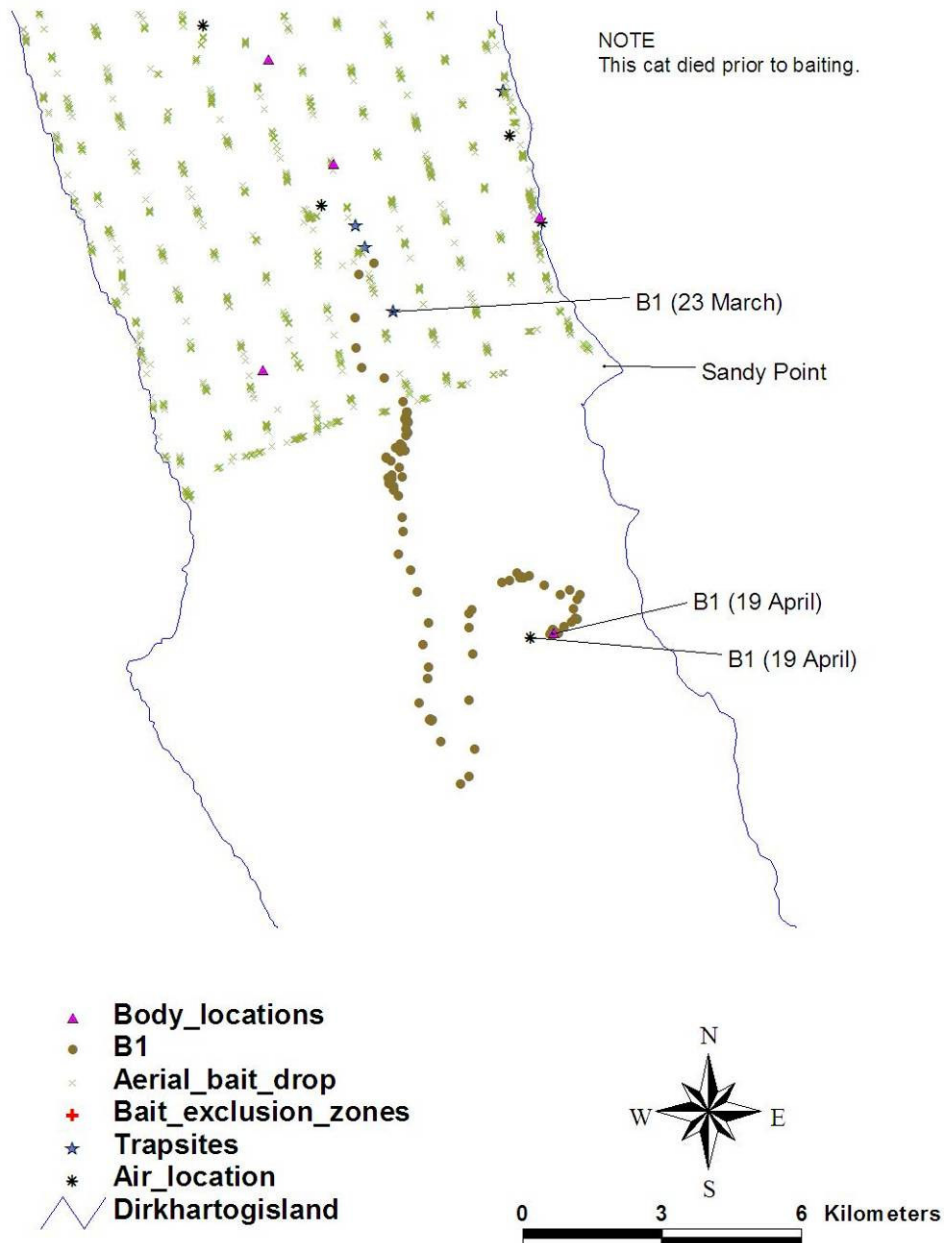 NOTE
This cat died prior to baiting.
B1 (23 March)
Sandy Point
B1 (19 April)
B1 (19 April)
Body_locations
B1
Aerial_bait_drop
Bait_exclusion_zones
Trapsites
Air_location
Dirkhartogisland
N
W E
S
0 3 6 Kilometers